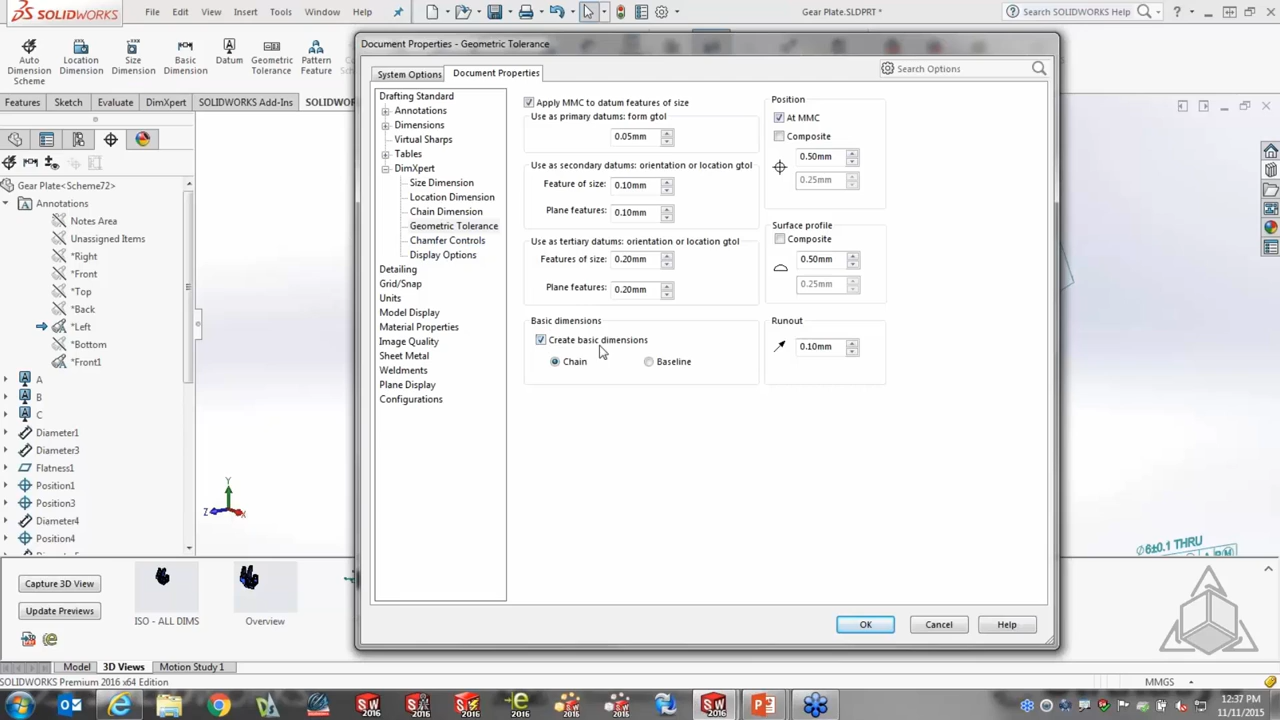 SOLIDWORKS
File Edit View Insert Tools Window Help
Gear Plate.SLDPRT *
Search SOLIDWORKS Help
Auto Dimension Scheme
Location Dimension
Size Dimension
Basic Dimension
Datum
Geometric Tolerance
Pattern Feature
Features Sketch Evaluate DimXpert SOLIDWORKS Add-Ins
Gear Plate<Scheme72>
Annotations
Notes Area
Unassigned Items
*Right
*Front
*Top
*Back
*Left
*Bottom
*Front1
A
B
C
Diameter1
Diameter3
Flatness1
Position1
Position3
Diameter4
Position4
Document Properties - Geometric Tolerance
System Options Document Properties
Search Options
Drafting Standard
Annotations
Dimensions
Virtual Sharps
Tables
DimXpert
Size Dimension
Location Dimension
Chain Dimension
Geometric Tolerance
Chamfer Controls
Display Options
Detailing
Grid/Snap
Units
Model Display
Material Properties
Image Quality
Sheet Metal
Weldments
Plane Display
Configurations
Apply MMC to datum features of size
Use as primary datums: form gtol
0.05mm
Use as secondary datums: orientation or location gtol
Feature of size: 0.10mm
Plane features: 0.10mm
Use as tertiary datums: orientation or location gtol
Features of size: 0.20mm
Plane features: 0.20mm
Basic dimensions
Create basic dimensions
Chain Baseline
Position
At MMC
Composite
0.50mm
0.25mm
Surface profile
Composite
0.50mm
0.25mm
Runout
0.10mm
OK Cancel Help
X
Y
Z
Ø6±0.1 THRU
Capture 3D View
Update Previews
ISO - ALL DIMS
Overview
Model 3D Views Motion Study 1
SOLIDWORKS Premium 2016 x64 Edition
MMGS
12:37 PM
11/11/2015